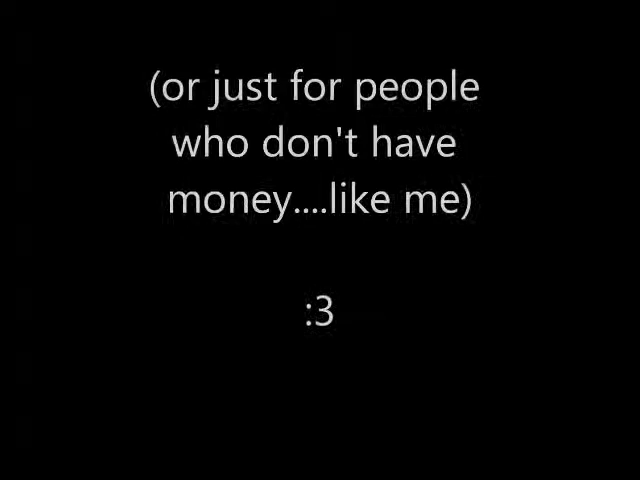 (or just for people
who don't have
money....like me)
:3